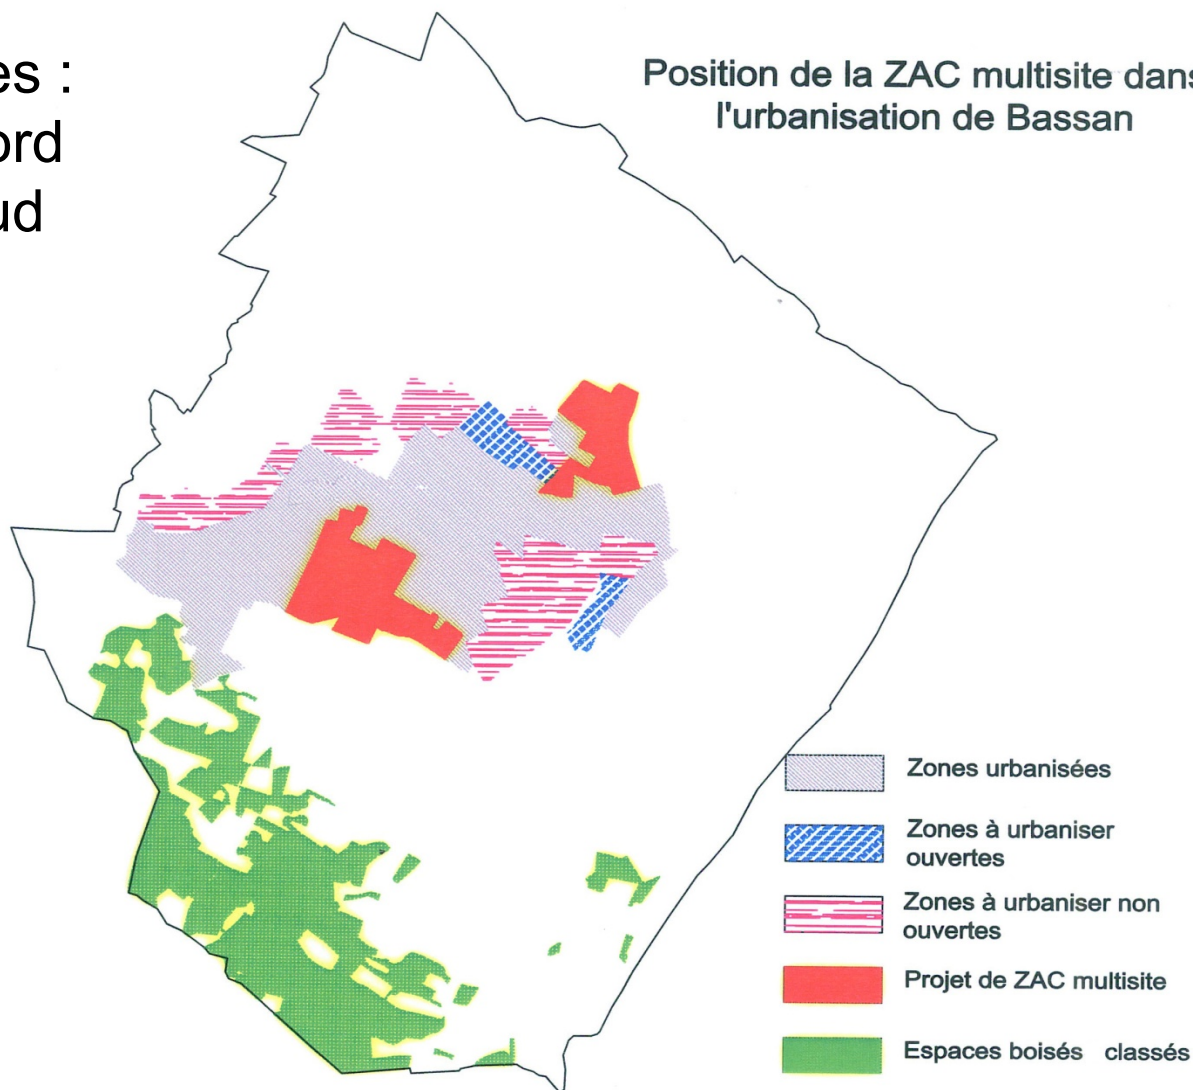 es :
ord
ud
Position de la ZAC multisite dans
l'urbanisation de Bassan
Zones urbanisées
Zones à urbaniser
ouvertes
Zones à urbaniser non
ouvertes
Projet de ZAC multisite
Espaces boisés classés